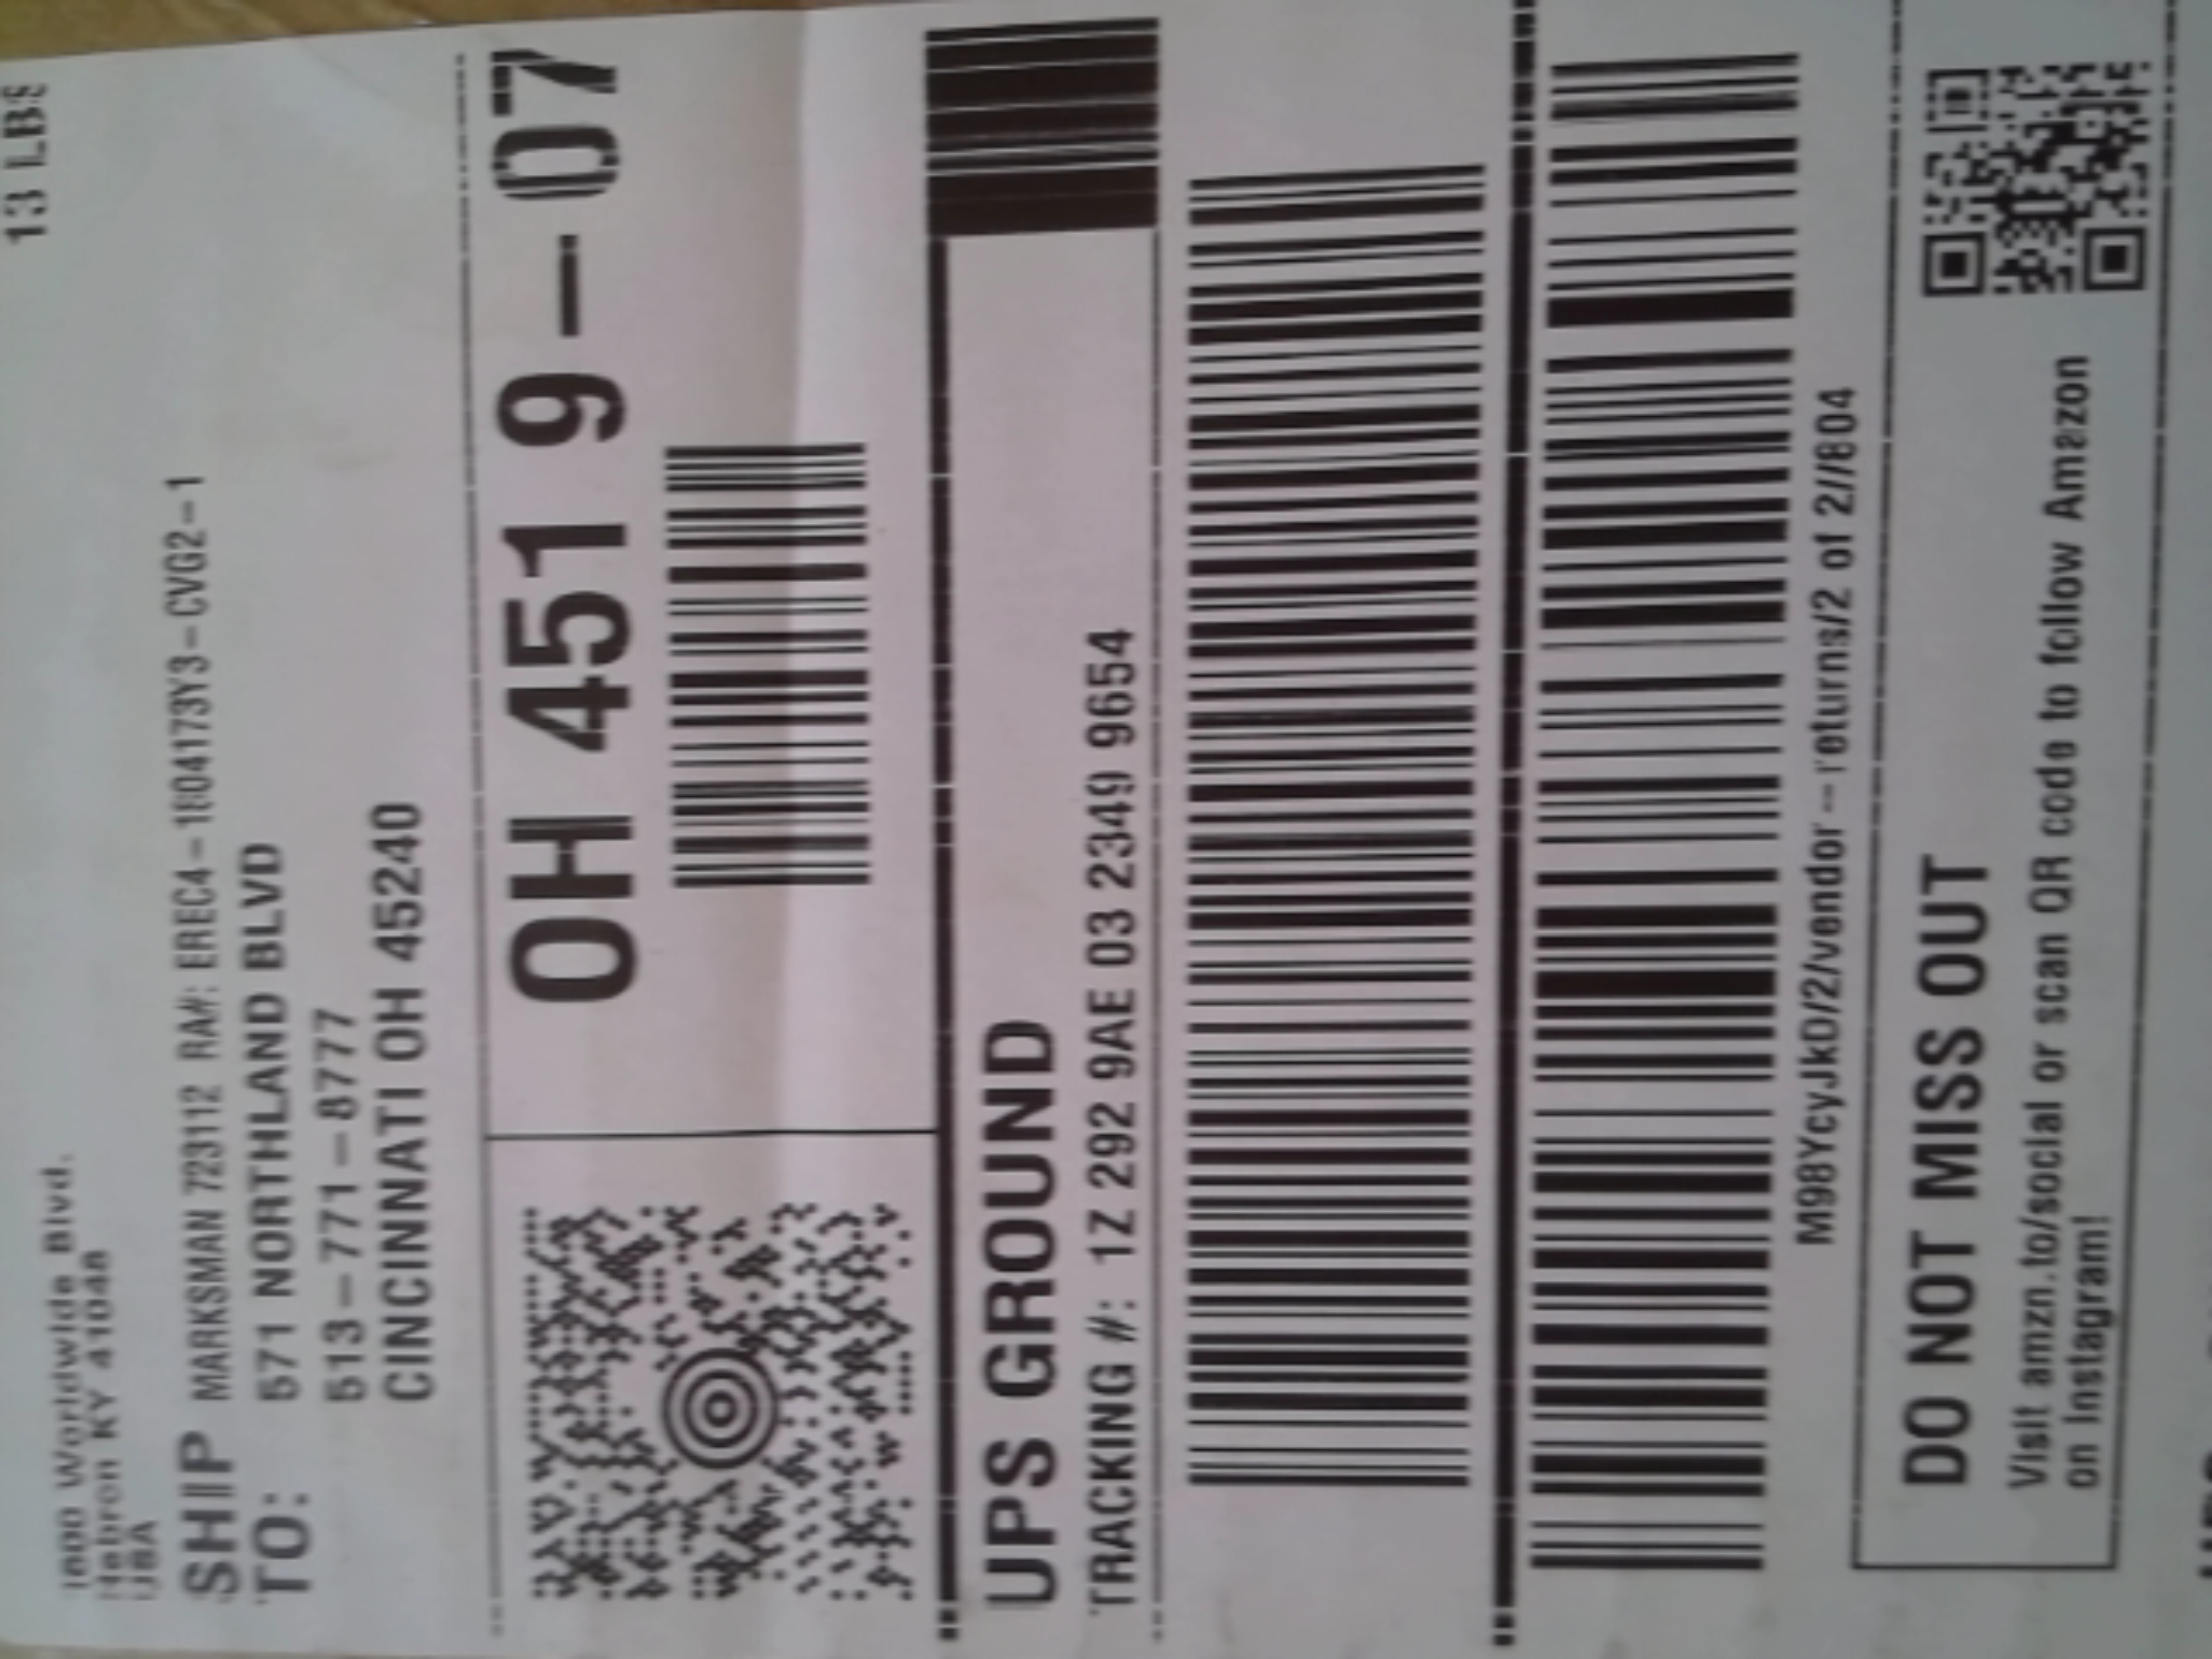 13 LBS
1600 Worldwide Blvd.
Hebron KY 41048
USA
SHIP
TO:
MARKSMAN 723112 RA#: EREC4-1804173Y3-CVG2-1
571 NORTHLAND BLVD
513-771-8777
CINCINNATI OH 45240
OH 451 9-07
UPS GROUND
TRACKING #: 1Z 292 9AE 03 2349 9654
M98YcyJkD/2/vendor--returns/2 of 2//804
DO NOT MISS OUT
Visit amzn.to/social or scan QR code to follow Amazon
on Instagram!